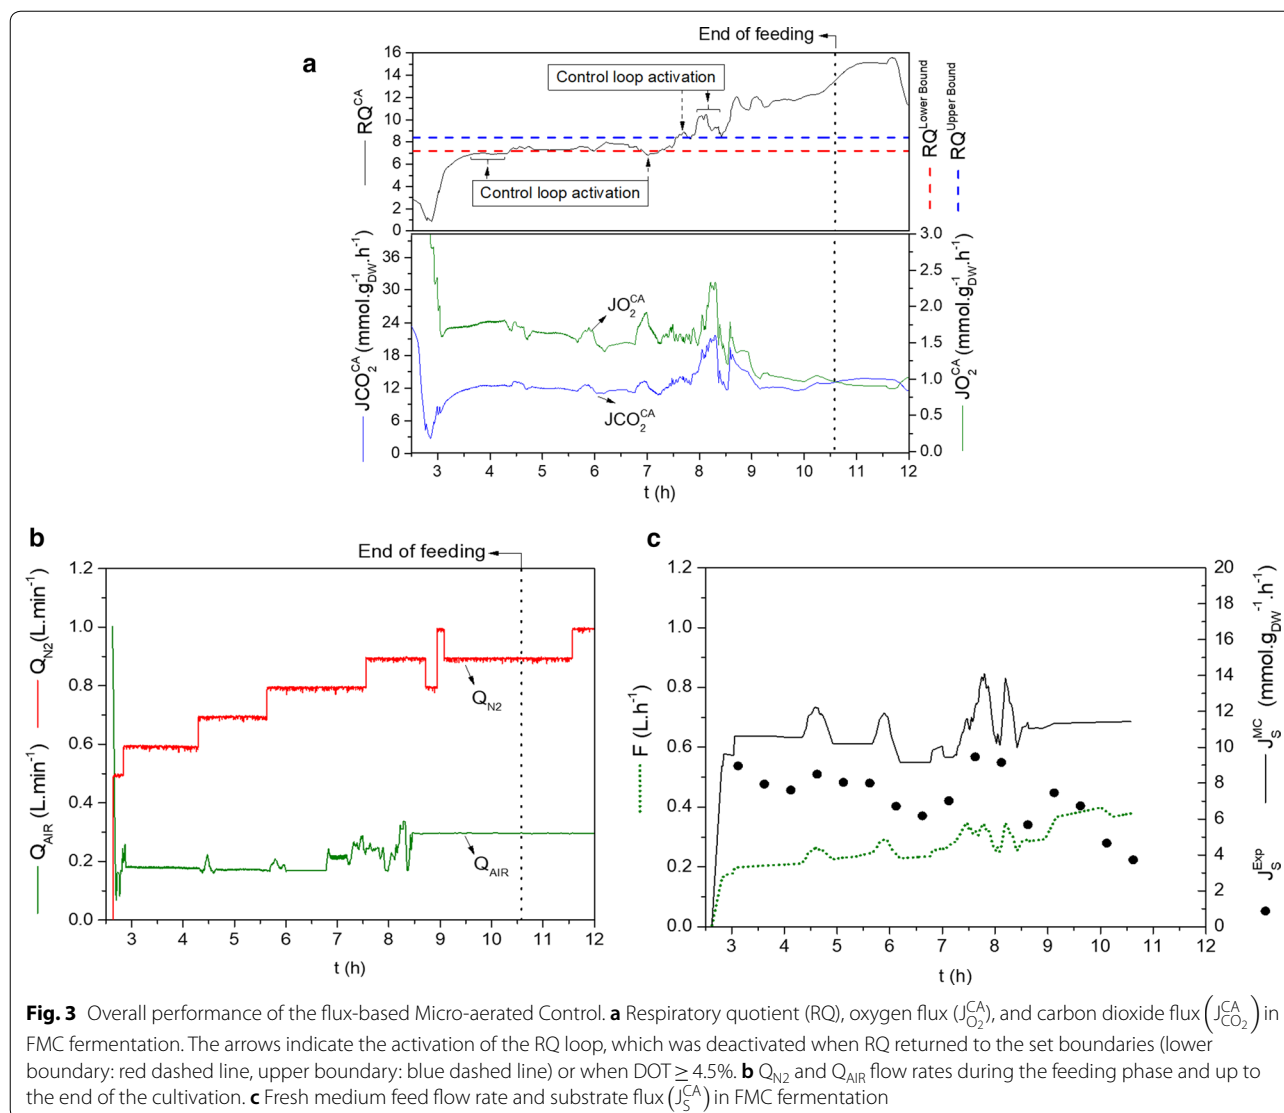 a
End of feeding
16
14
12
10
8
6
4
2
0
RQ^CA
Control loop activation
Control loop activation
RQ^Lower Bound
RQ^Upper Bound
36
30
24
18
12
6
0
JCO₂^CA (mmol.g_DW^-1.h^-1)
JO₂^CA
JCO₂^CA
3.0
2.5
2.0
1.5
1.0
0.5
0.0
JO₂^CA (mmol.g_DW^-1.h^-1)
3 4 5 6 7 8 9 10 11 12
t (h)
b
End of feeding
1.2
1.0
0.8
0.6
0.4
0.2
0.0
Q_N2 (L.min^-1)
Q_AIR (L.min^-1)
Q_N2
Q_AIR
3 4 5 6 7 8 9 10 11 12
t (h)
c
1.2
1.0
0.8
0.6
0.4
0.2
0.0
F (L.h^-1)
20
18
16
14
12
10
8
6
4
2
0
J_S^Exp J_S^MC (mmol.g_DW^-1.h^-1)
3 4 5 6 7 8 9 10 11 12
t (h)
Fig. 3 Overall performance of the flux-based Micro-aerated Control. a Respiratory quotient (RQ), oxygen flux (J_O₂^CA), and carbon dioxide flux (J_CO₂^CA) in
FMC fermentation. The arrows indicate the activation of the RQ loop, which was deactivated when RQ returned to the set boundaries (lower
boundary: red dashed line, upper boundary: blue dashed line) or when DOT ≥ 4.5%. b Q_N2 and Q_AIR flow rates during the feeding phase and up to
the end of the cultivation. c Fresh medium feed flow rate and substrate flux (J_S^CA) in FMC fermentation